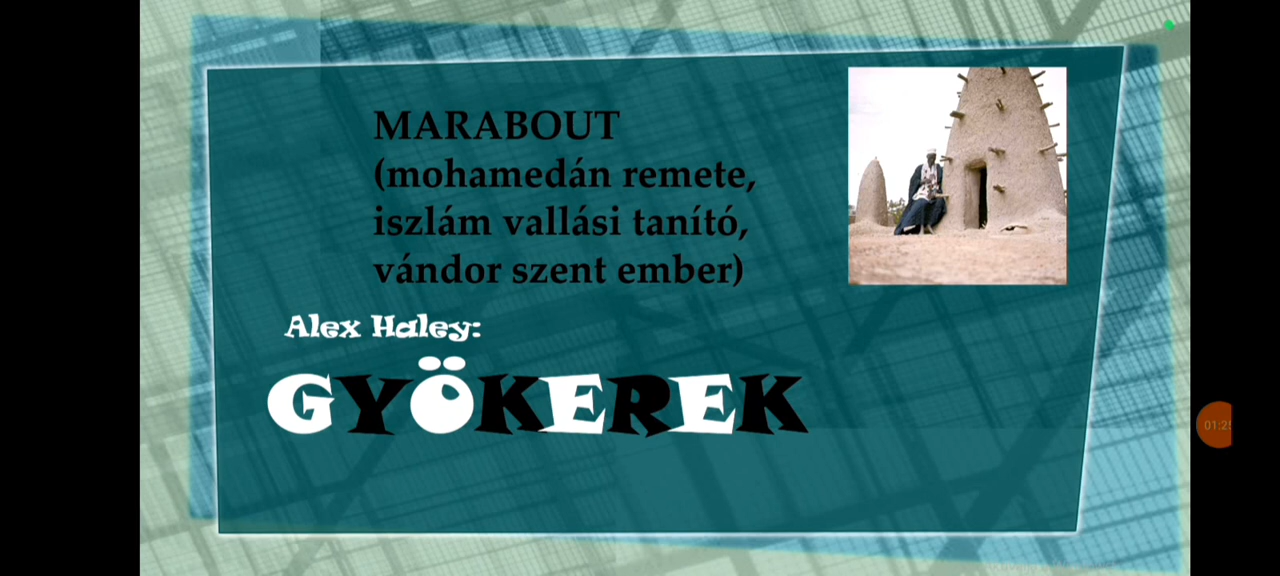 MARABOUT
(mohamedán remete,
iszlám vallási tanító,
vándor szent ember)
Alex Haley:
GYÖKEREK